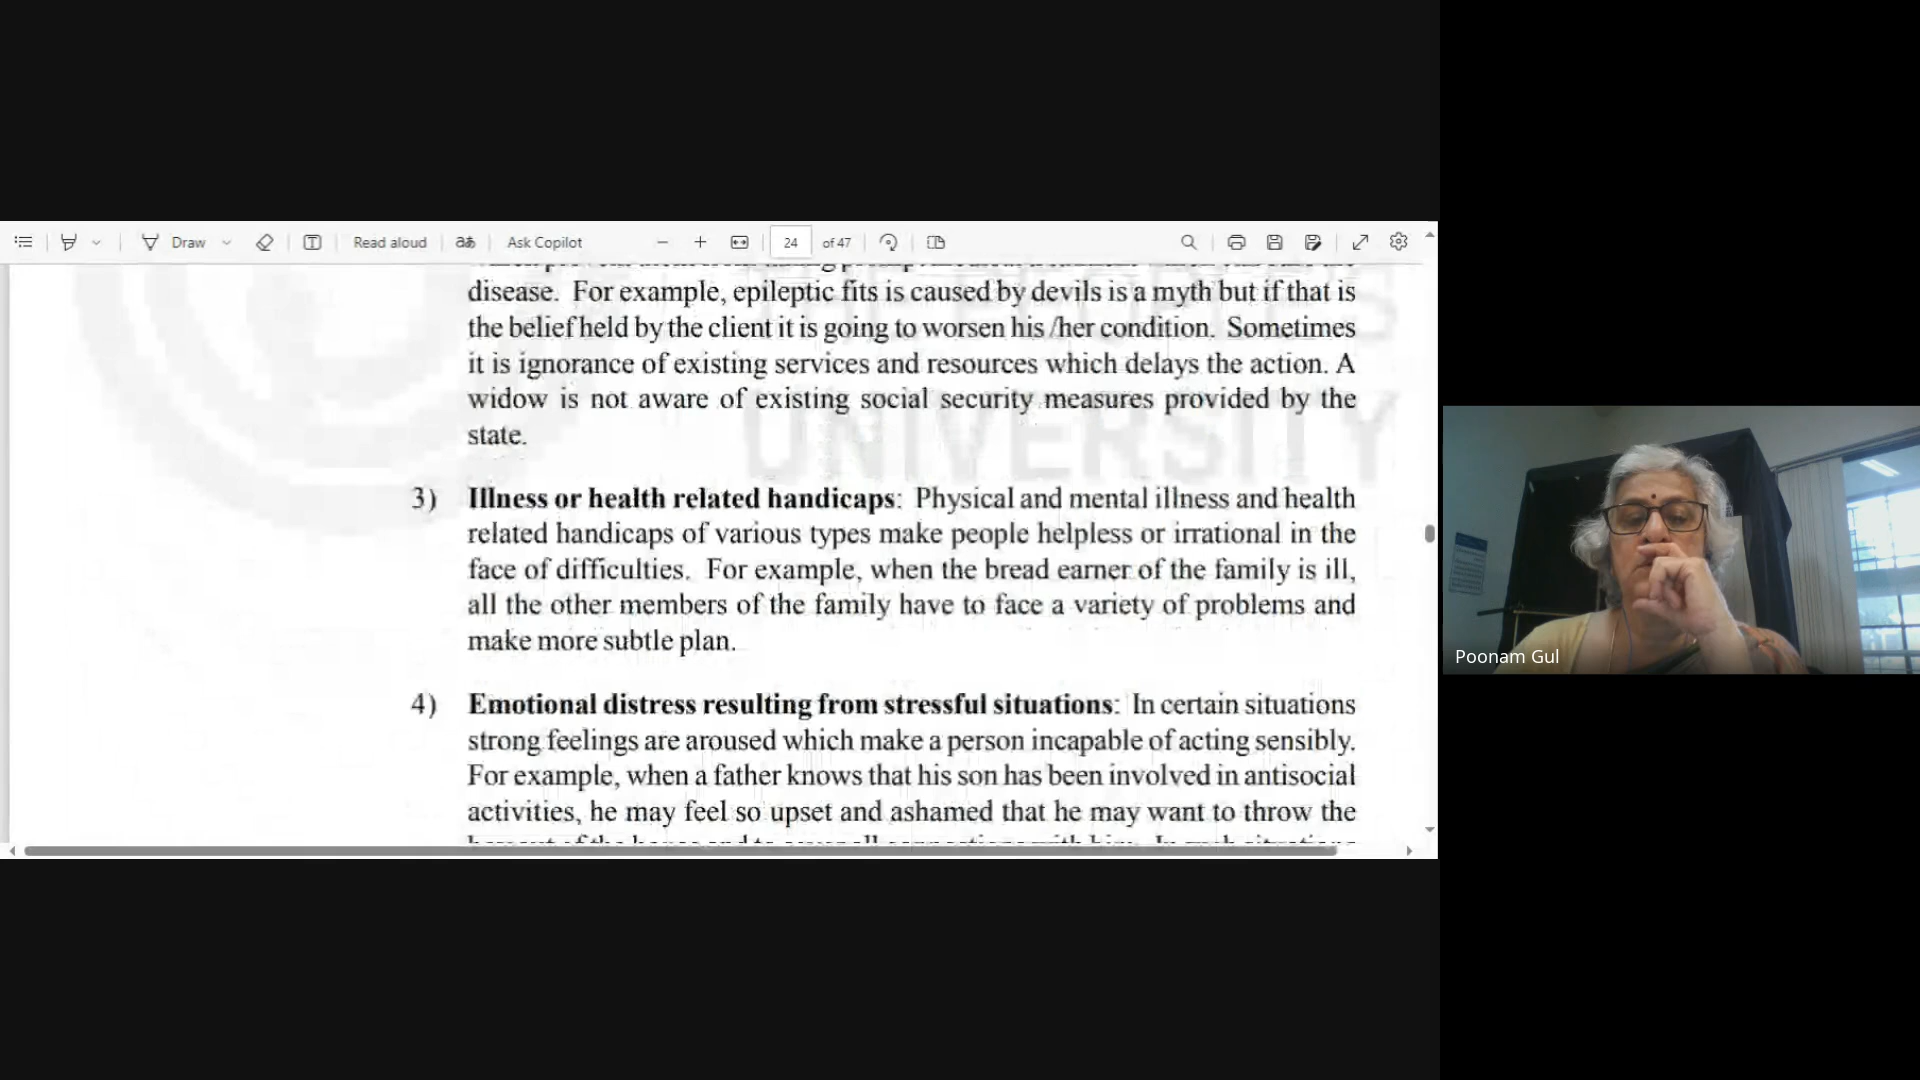 Draw
Read aloud
Ask Copilot
24
of 47
disease. For example, epileptic fits is caused by devils is a myth but if that is
the belief held by the client it is going to worsen his /her condition. Sometimes
it is ignorance of existing services and resources which delays the action. A
widow is not aware of existing social security measures provided by the
state.
THE PEOPLE'S
UNIVERSITY
3) Illness or health related handicaps: Physical and mental illness and health
related handicaps of various types make people helpless or irrational in the
face of difficulties. For example, when the bread earner of the family is ill,
all the other members of the family have to face a variety of problems and
make more subtle plan.
4) Emotional distress resulting from stressful situations: In certain situations
strong feelings are aroused which make a person incapable of acting sensibly.
For example, when a father knows that his son has been involved in antisocial
activities, he may feel so upset and ashamed that he may want to throw the
Poonam Gul